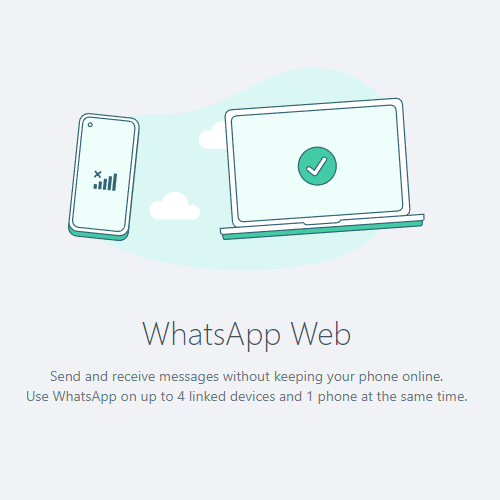 WhatsApp Web
Send and receive messages without keeping your phone online.
Use WhatsApp on up to 4 linked devices and 1 phone at the same time.